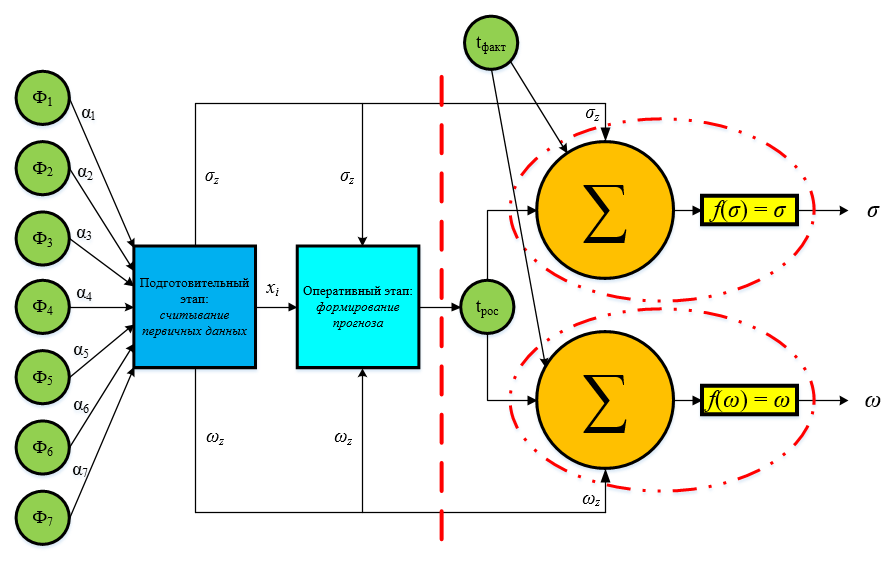 tфакт
Ф1
α1
σz
Ф2
α2
σz
σz
Ф3
α3
Σ
f(σ) = σ
σ
Ф4
α4
Подготовительный
этап:
считывание
первичных данных
xi
Оперативный этап:
формирование
прогноза
tрос
Ф5
α5
Ф6
α6
ωz
ωz
Σ
f(ω) = ω
ω
Ф7
α7
ωz